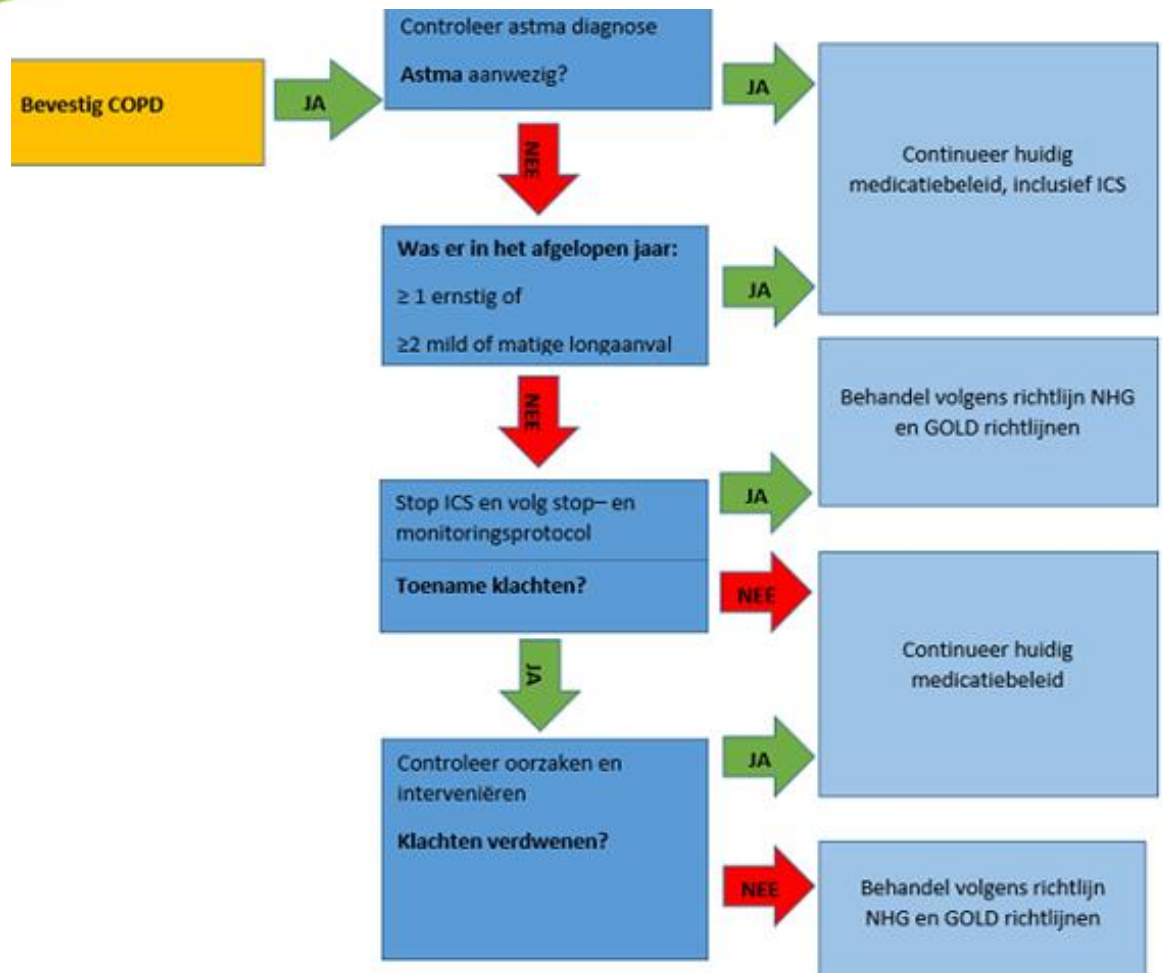 Controleer astma diagnose
Astma aanwezig?
Bevestig COPD
JA
JA
Continueer huidig
medicatiebeleid, inclusief ICS
NEE
Was er in het afgelopen jaar:
≥ 1 ernstig of
≥2 mild of matige longaanval
JA
NEE
Behandel volgens richtlijn NHG
en GOLD richtlijnen
Stop ICS en volg stop– en
monitoringsprotocol
JA
Toename klachten?
NEE
JA
Continueer huidig
medicatiebeleid
Controleer oorzaken en
interveniëren
Klachten verdwenen?
JA
NEE
Behandel volgens richtlijn
NHG en GOLD richtlijnen